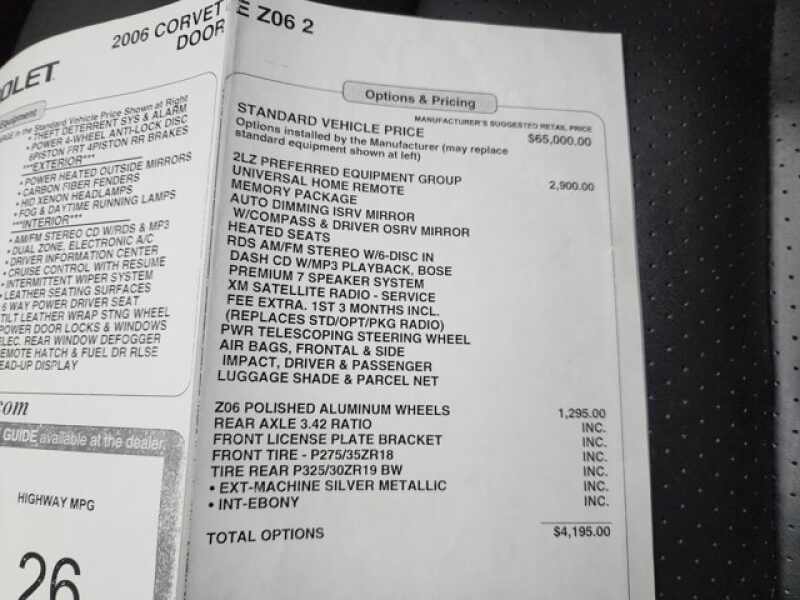 2006 CORVETTE Z06 2
DOOR
OLET
Equipment
in the Standard Vehicle Price Shown at Right
• THEFT DETERRENT SYS & ALARM
• POWER 4-WHEEL ANTI-LOCK DISC
6PISTON FRT 4PISTON RR BRAKES
***EXTERIOR***
• POWER HEATED OUTSIDE MIRRORS
• CARBON FIBER FENDERS
• HID XENON HEADLAMPS
• FOG & DAYTIME RUNNING LAMPS
***INTERIOR***
• AM/FM STEREO CD W/RDS & MP3
• DUAL ZONE, ELECTRONIC A/C
• DRIVER INFORMATION CENTER
• CRUISE CONTROL WITH RESUME
• INTERMITTENT WIPER SYSTEM
• LEATHER SEATING SURFACES
6 WAY POWER DRIVER SEAT
TILT LEATHER WRAP STNG WHEEL
POWER DOOR LOCKS & WINDOWS
ELEC. REAR WINDOW DEFOGGER
REMOTE HATCH & FUEL DR RLSE
EAD-UP DISPLAY
.com
GUIDE available at the dealer.
HIGHWAY MPG
26
Options & Pricing
MANUFACTURER'S SUGGESTED RETAIL PRICE
STANDARD VEHICLE PRICE $65,000.00
Options installed by the Manufacturer (may replace
standard equipment shown at left)
2LZ PREFERRED EQUIPMENT GROUP 2,900.00
UNIVERSAL HOME REMOTE
MEMORY PACKAGE
AUTO DIMMING ISRV MIRROR
W/COMPASS & DRIVER OSRV MIRROR
HEATED SEATS
RDS AM/FM STEREO W/6-DISC IN
DASH CD W/MP3 PLAYBACK, BOSE
PREMIUM 7 SPEAKER SYSTEM
XM SATELLITE RADIO - SERVICE
FEE EXTRA. 1ST 3 MONTHS INCL.
(REPLACES STD/OPT/PKG RADIO)
PWR TELESCOPING STEERING WHEEL
AIR BAGS, FRONTAL & SIDE
IMPACT, DRIVER & PASSENGER
LUGGAGE SHADE & PARCEL NET
Z06 POLISHED ALUMINUM WHEELS 1,295.00
REAR AXLE 3.42 RATIO INC.
FRONT LICENSE PLATE BRACKET INC.
FRONT TIRE - P275/35ZR18 INC.
TIRE REAR P325/30ZR19 BW INC.
• EXT-MACHINE SILVER METALLIC INC.
• INT-EBONY INC.
TOTAL OPTIONS $4,195.00